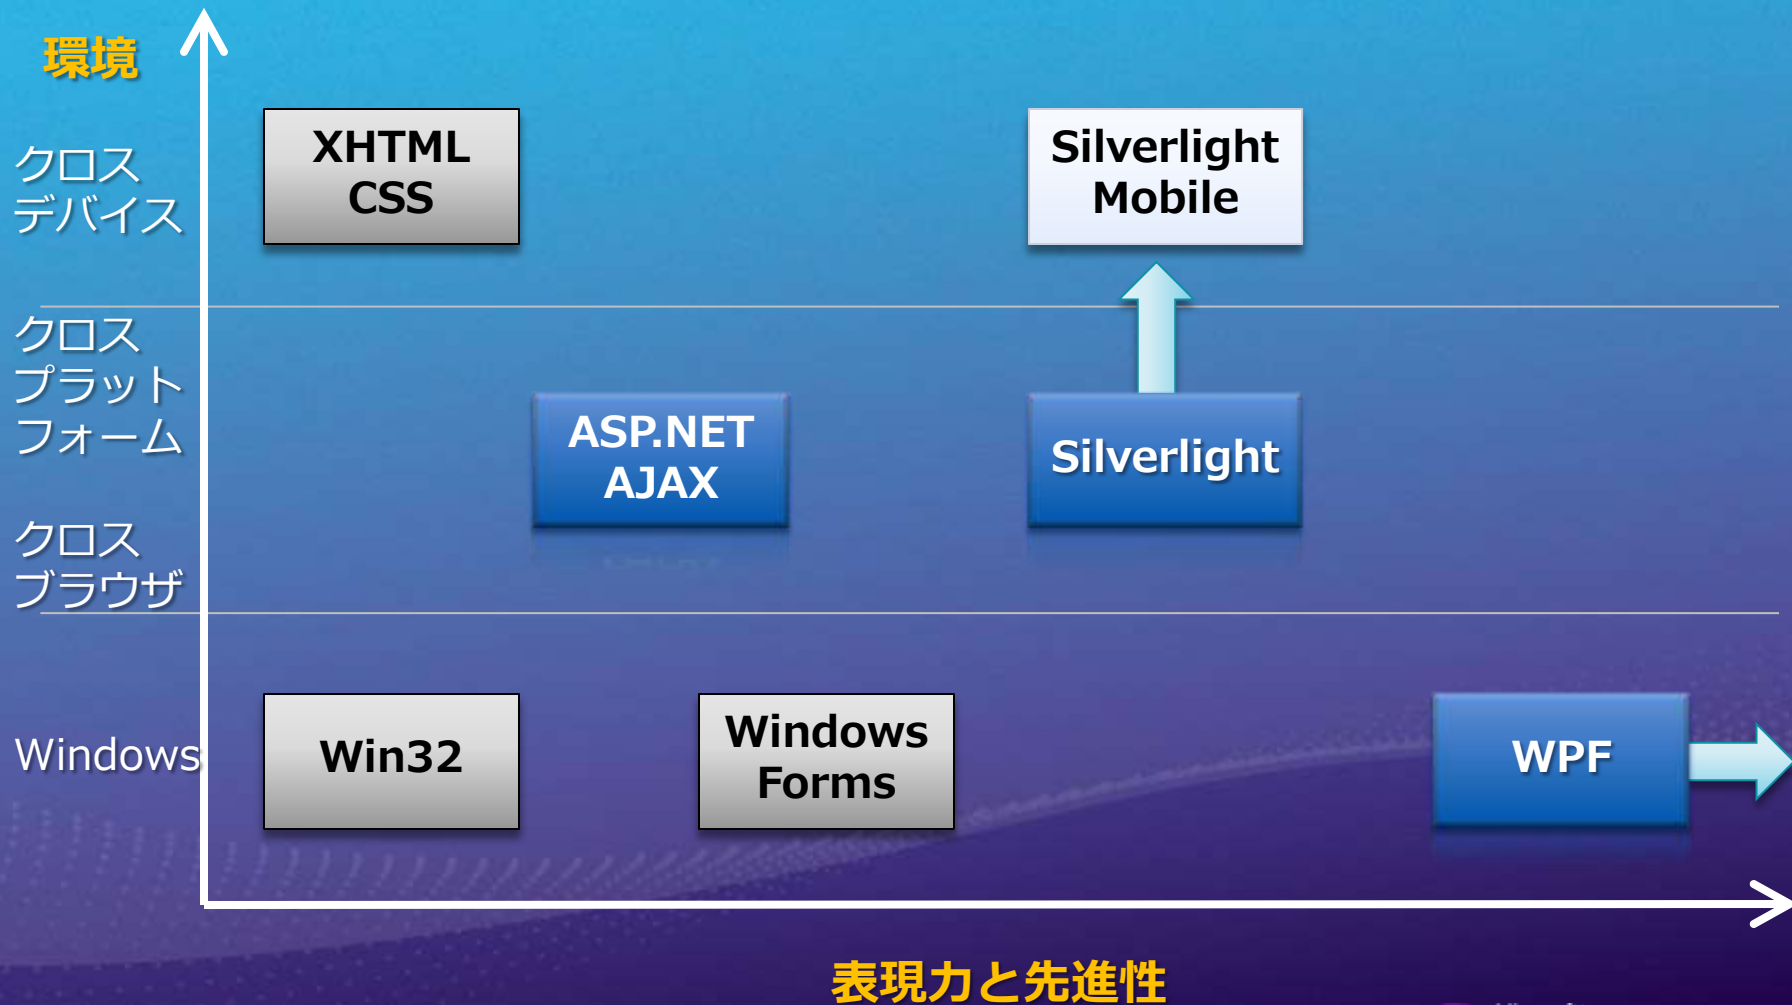 環境
クロス
デバイス
XHTML
CSS
Silverlight
Mobile
クロス
プラット
フォーム
ASP.NET
AJAX
Silverlight
クロス
ブラウザ
Windows
Win32
Windows
Forms
WPF
表現力と先進性